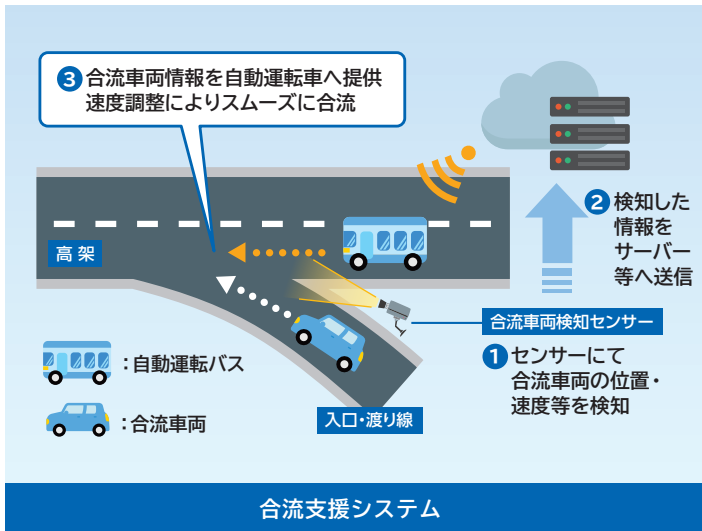 3 合流車両情報を自動運転車へ提供
速度調整によりスムーズに合流
2 検知した
情報を
サーバー
等へ送信
高架
合流車両検知センサー
1 センサーにて
合流車両の位置・
速度等を検知
:自動運転バス
:合流車両
入口・渡り線
合流支援システム